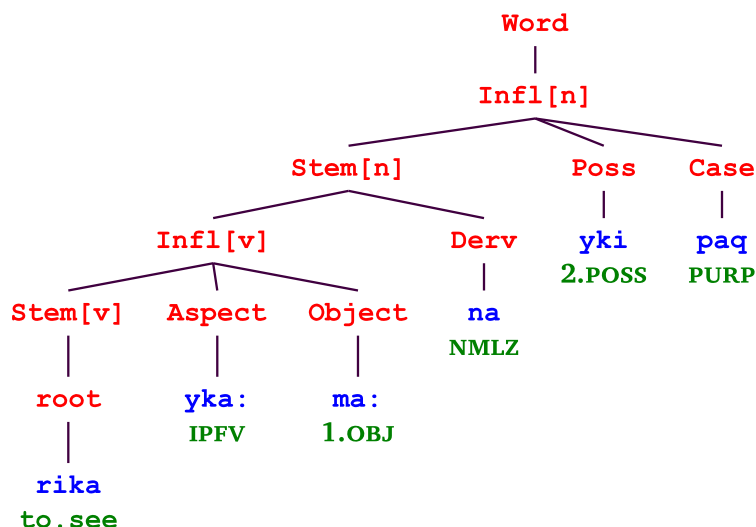 Word
Infl[n]
Stem[n] Poss Case
Infl[v] Derv yki paq
2.POSS PURP
Stem[v] Aspect Object na
NMLZ
root yka: ma:
IPFV 1.OBJ
rika
to.see